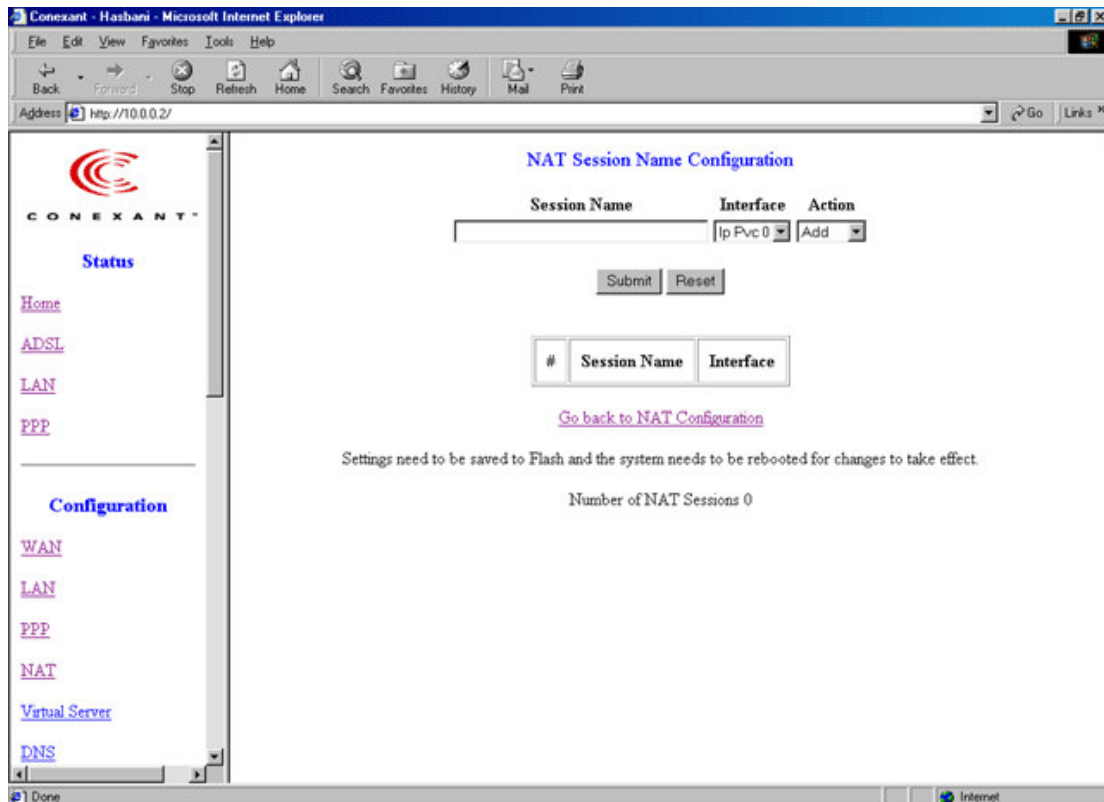 Conexant - Hasbani - Microsoft Internet Explorer
File Edit View Favorites Tools Help
Back Forward Stop Refresh Home Search Favorites History Mail Print
Address http://10.0.0.2/ Go Links »
CONEXANT™
Status
Home
ADSL
LAN
PPP
Configuration
WAN
LAN
PPP
NAT
Virtual Server
DNS
NAT Session Name Configuration
Session Name Interface Action
Ip Pvc 0 Add
Submit Reset
# Session Name Interface
Go back to NAT Configuration
Settings need to be saved to Flash and the system needs to be rebooted for changes to take effect.
Number of NAT Sessions 0
Done Internet